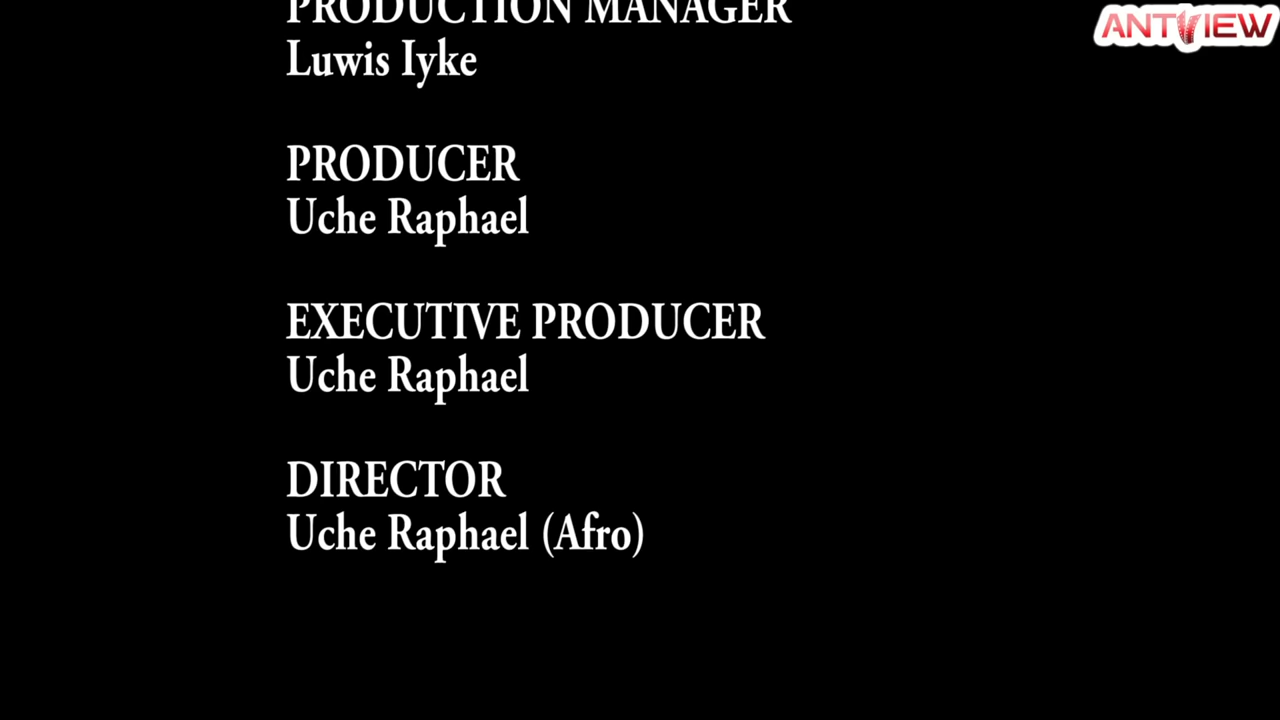 ANTVIEW
PRODUCTION MANAGER
Luwis Iyke
PRODUCER
Uche Raphael
EXECUTIVE PRODUCER
Uche Raphael
DIRECTOR
Uche Raphael (Afro)